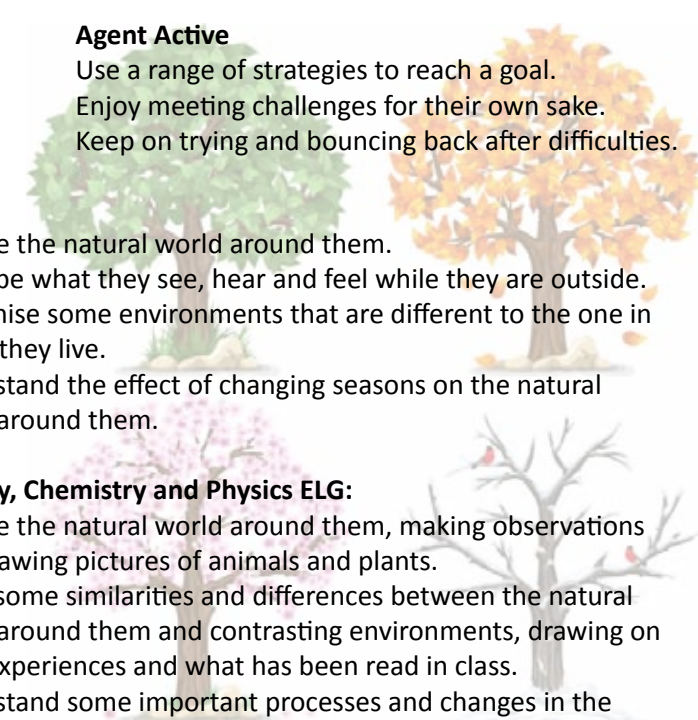 Agent Active
Use a range of strategies to reach a goal.
Enjoy meeting challenges for their own sake.
Keep on trying and bouncing back after difficulties.
e the natural world around them.
be what they see, hear and feel while they are outside.
nise some environments that are different to the one in
they live.
stand the effect of changing seasons on the natural
around them.
y, Chemistry and Physics ELG:
e the natural world around them, making observations
awing pictures of animals and plants.
some similarities and differences between the natural
around them and contrasting environments, drawing on
xperiences and what has been read in class.
stand some important processes and changes in the